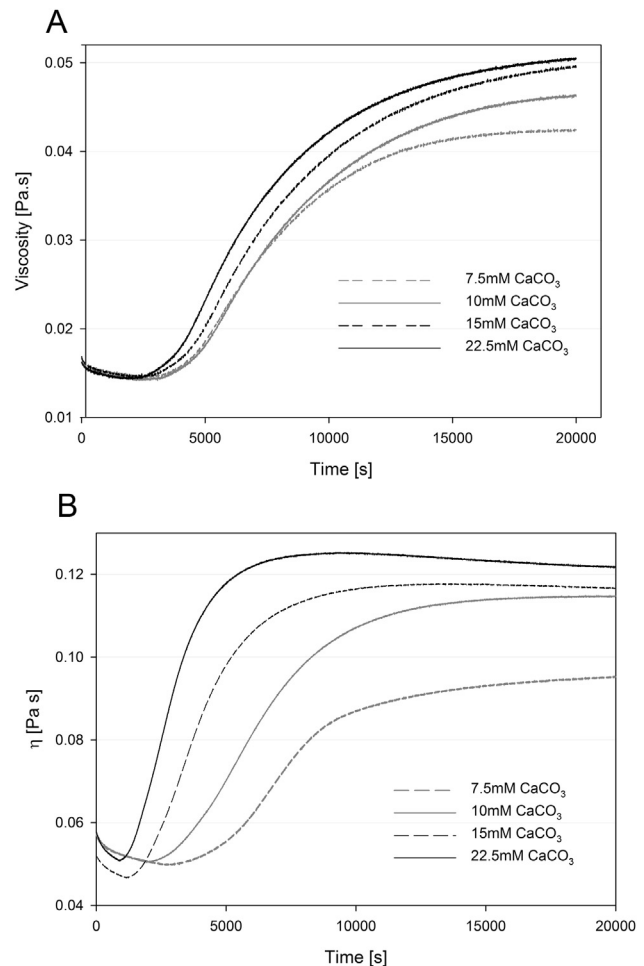 A
0.05
0.04
0.03
0.02
0.01
Viscosity [Pa.s]
7.5mM CaCO₃
10mM CaCO₃
15mM CaCO₃
22.5mM CaCO₃
0 5000 10000 15000 20000
Time [s]
B
0.12
0.10
0.08
0.06
0.04
η [Pa s]
7.5mM CaCO₃
10mM CaCO₃
15mM CaCO₃
22.5mM CaCO₃
0 5000 10000 15000 20000
Time [s]